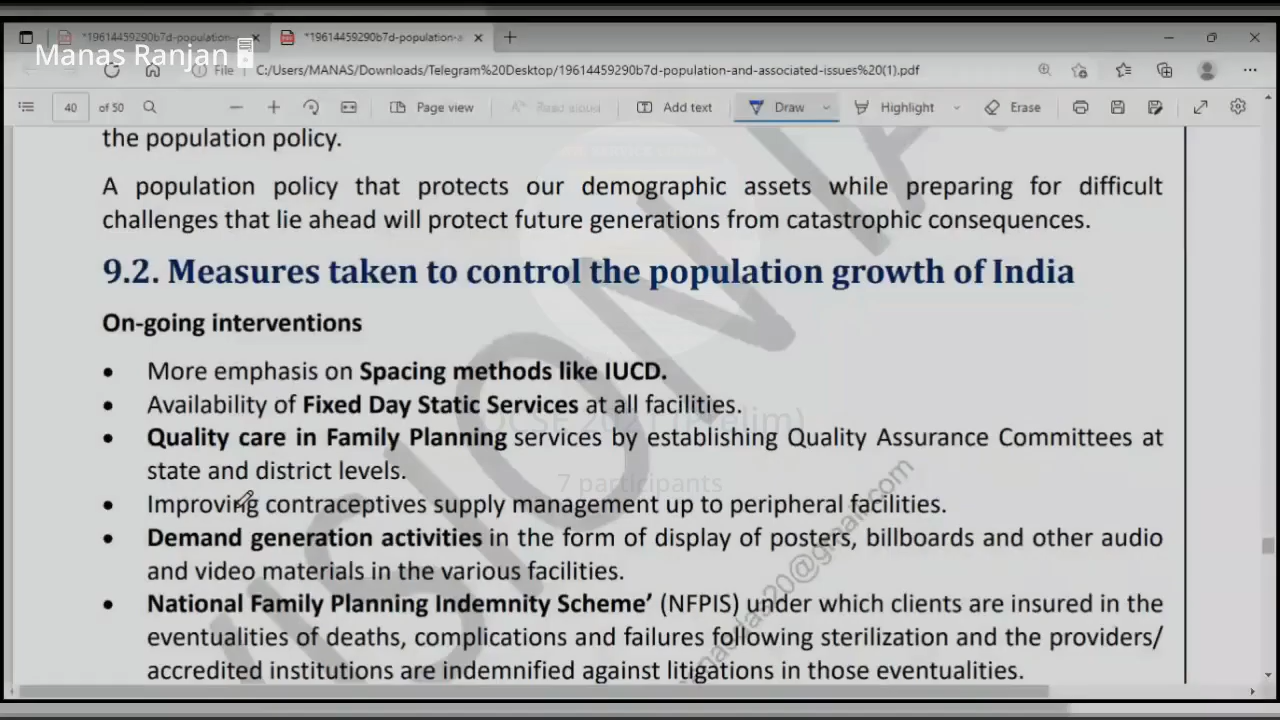 *19614459290b7d-population-
*19614459290b7d-population-a
Manas Ranjan
File
C:/Users/MANAS/Downloads/Telegram%20Desktop/19614459290b7d-population-and-associated-issues%20(1).pdf
40 of 50
Page view
Read aloud
Add text
Draw
Highlight
Erase
the population policy.
A population policy that protects our demographic assets while preparing for difficult
challenges that lie ahead will protect future generations from catastrophic consequences.
9.2. Measures taken to control the population growth of India
On-going interventions
• More emphasis on Spacing methods like IUCD.
• Availability of Fixed Day Static Services at all facilities.
• Quality care in Family Planning services by establishing Quality Assurance Committees at
state and district levels.
7 participants
• Improving contraceptives supply management up to peripheral facilities.
• Demand generation activities in the form of display of posters, billboards and other audio
and video materials in the various facilities.
• National Family Planning Indemnity Scheme’ (NFPIS) under which clients are insured in the
eventualities of deaths, complications and failures following sterilization and the providers/
accredited institutions are indemnified against litigations in those eventualities.